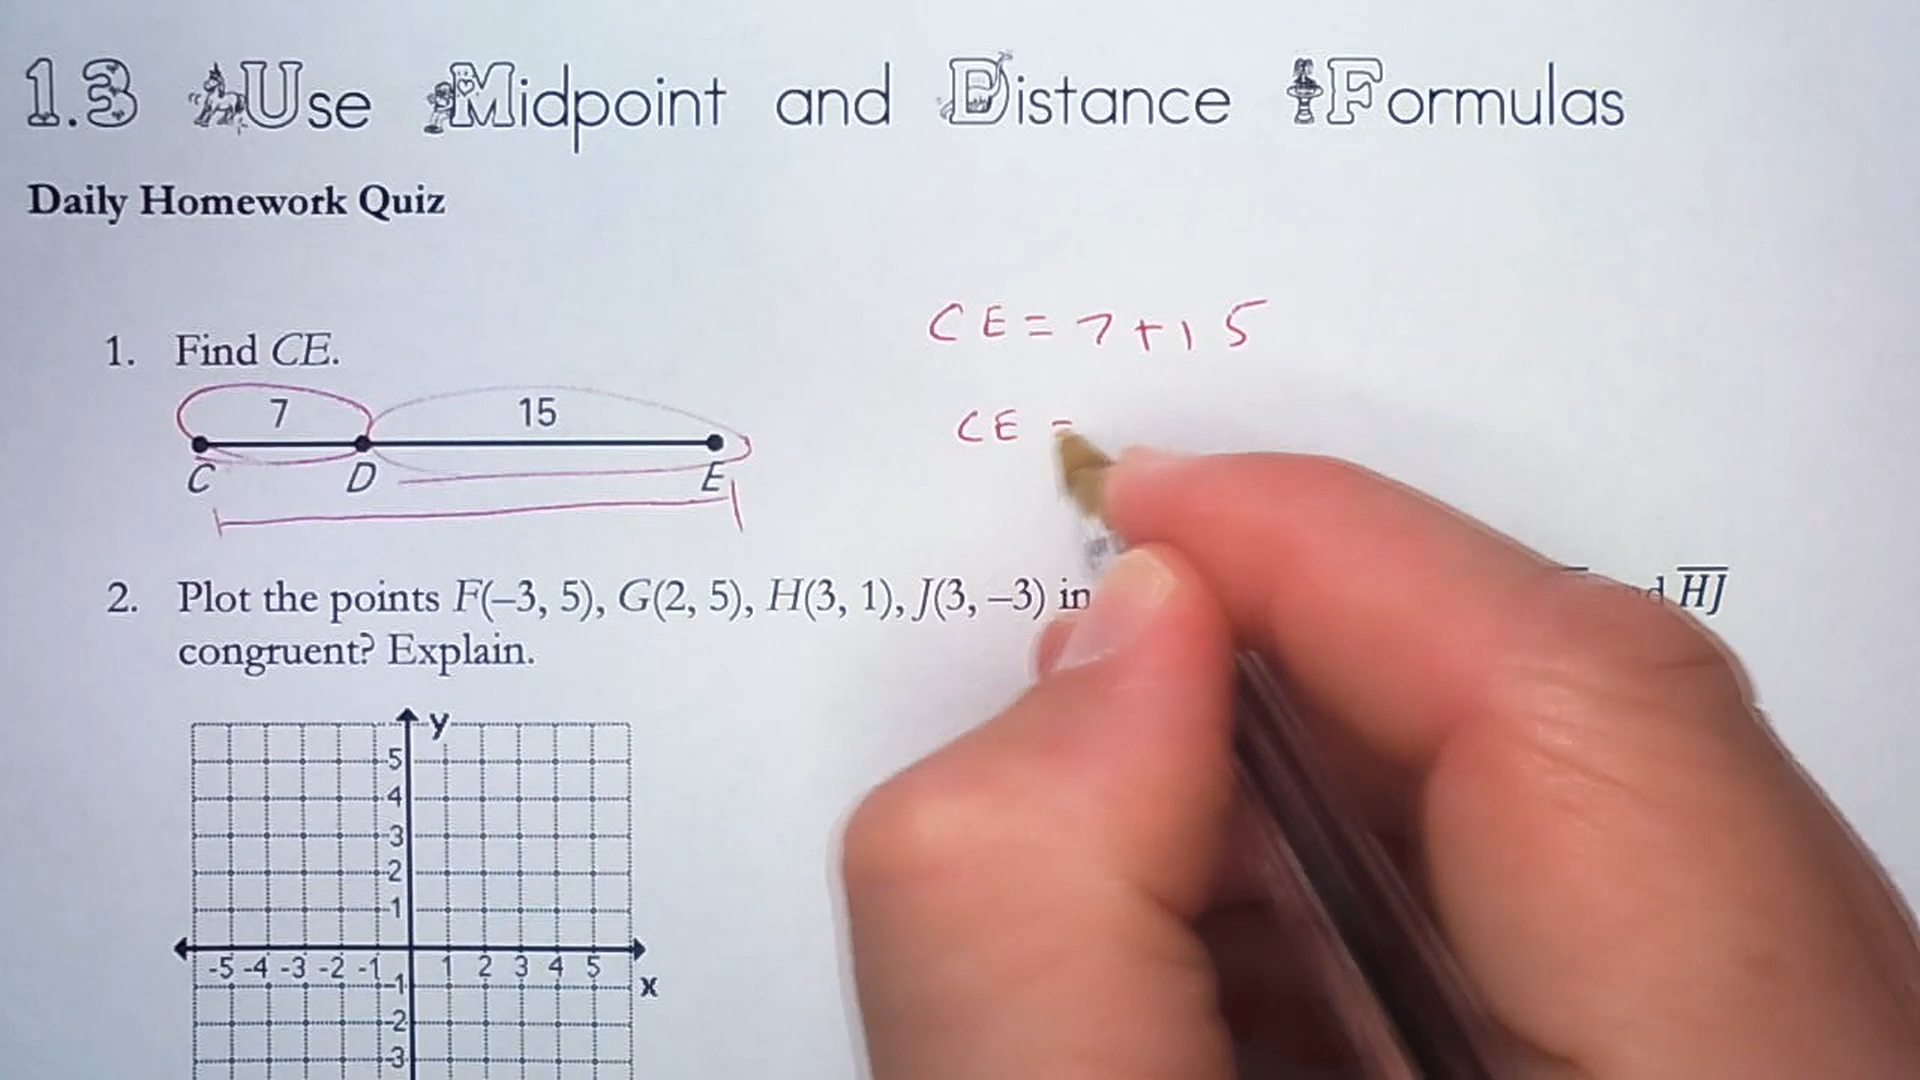 1.3 Use Midpoint and Distance Formulas
Daily Homework Quiz
1. Find CE.
7 15
C D E
CE = 7 + 15
CE =
2. Plot the points F(–3, 5), G(2, 5), H(3, 1), J(3, –3) in HJ
congruent? Explain.
y
5
4
3
2
1
-5 -4 -3 -2 -1 1 2 3 4 5
x
-1
-2
-3